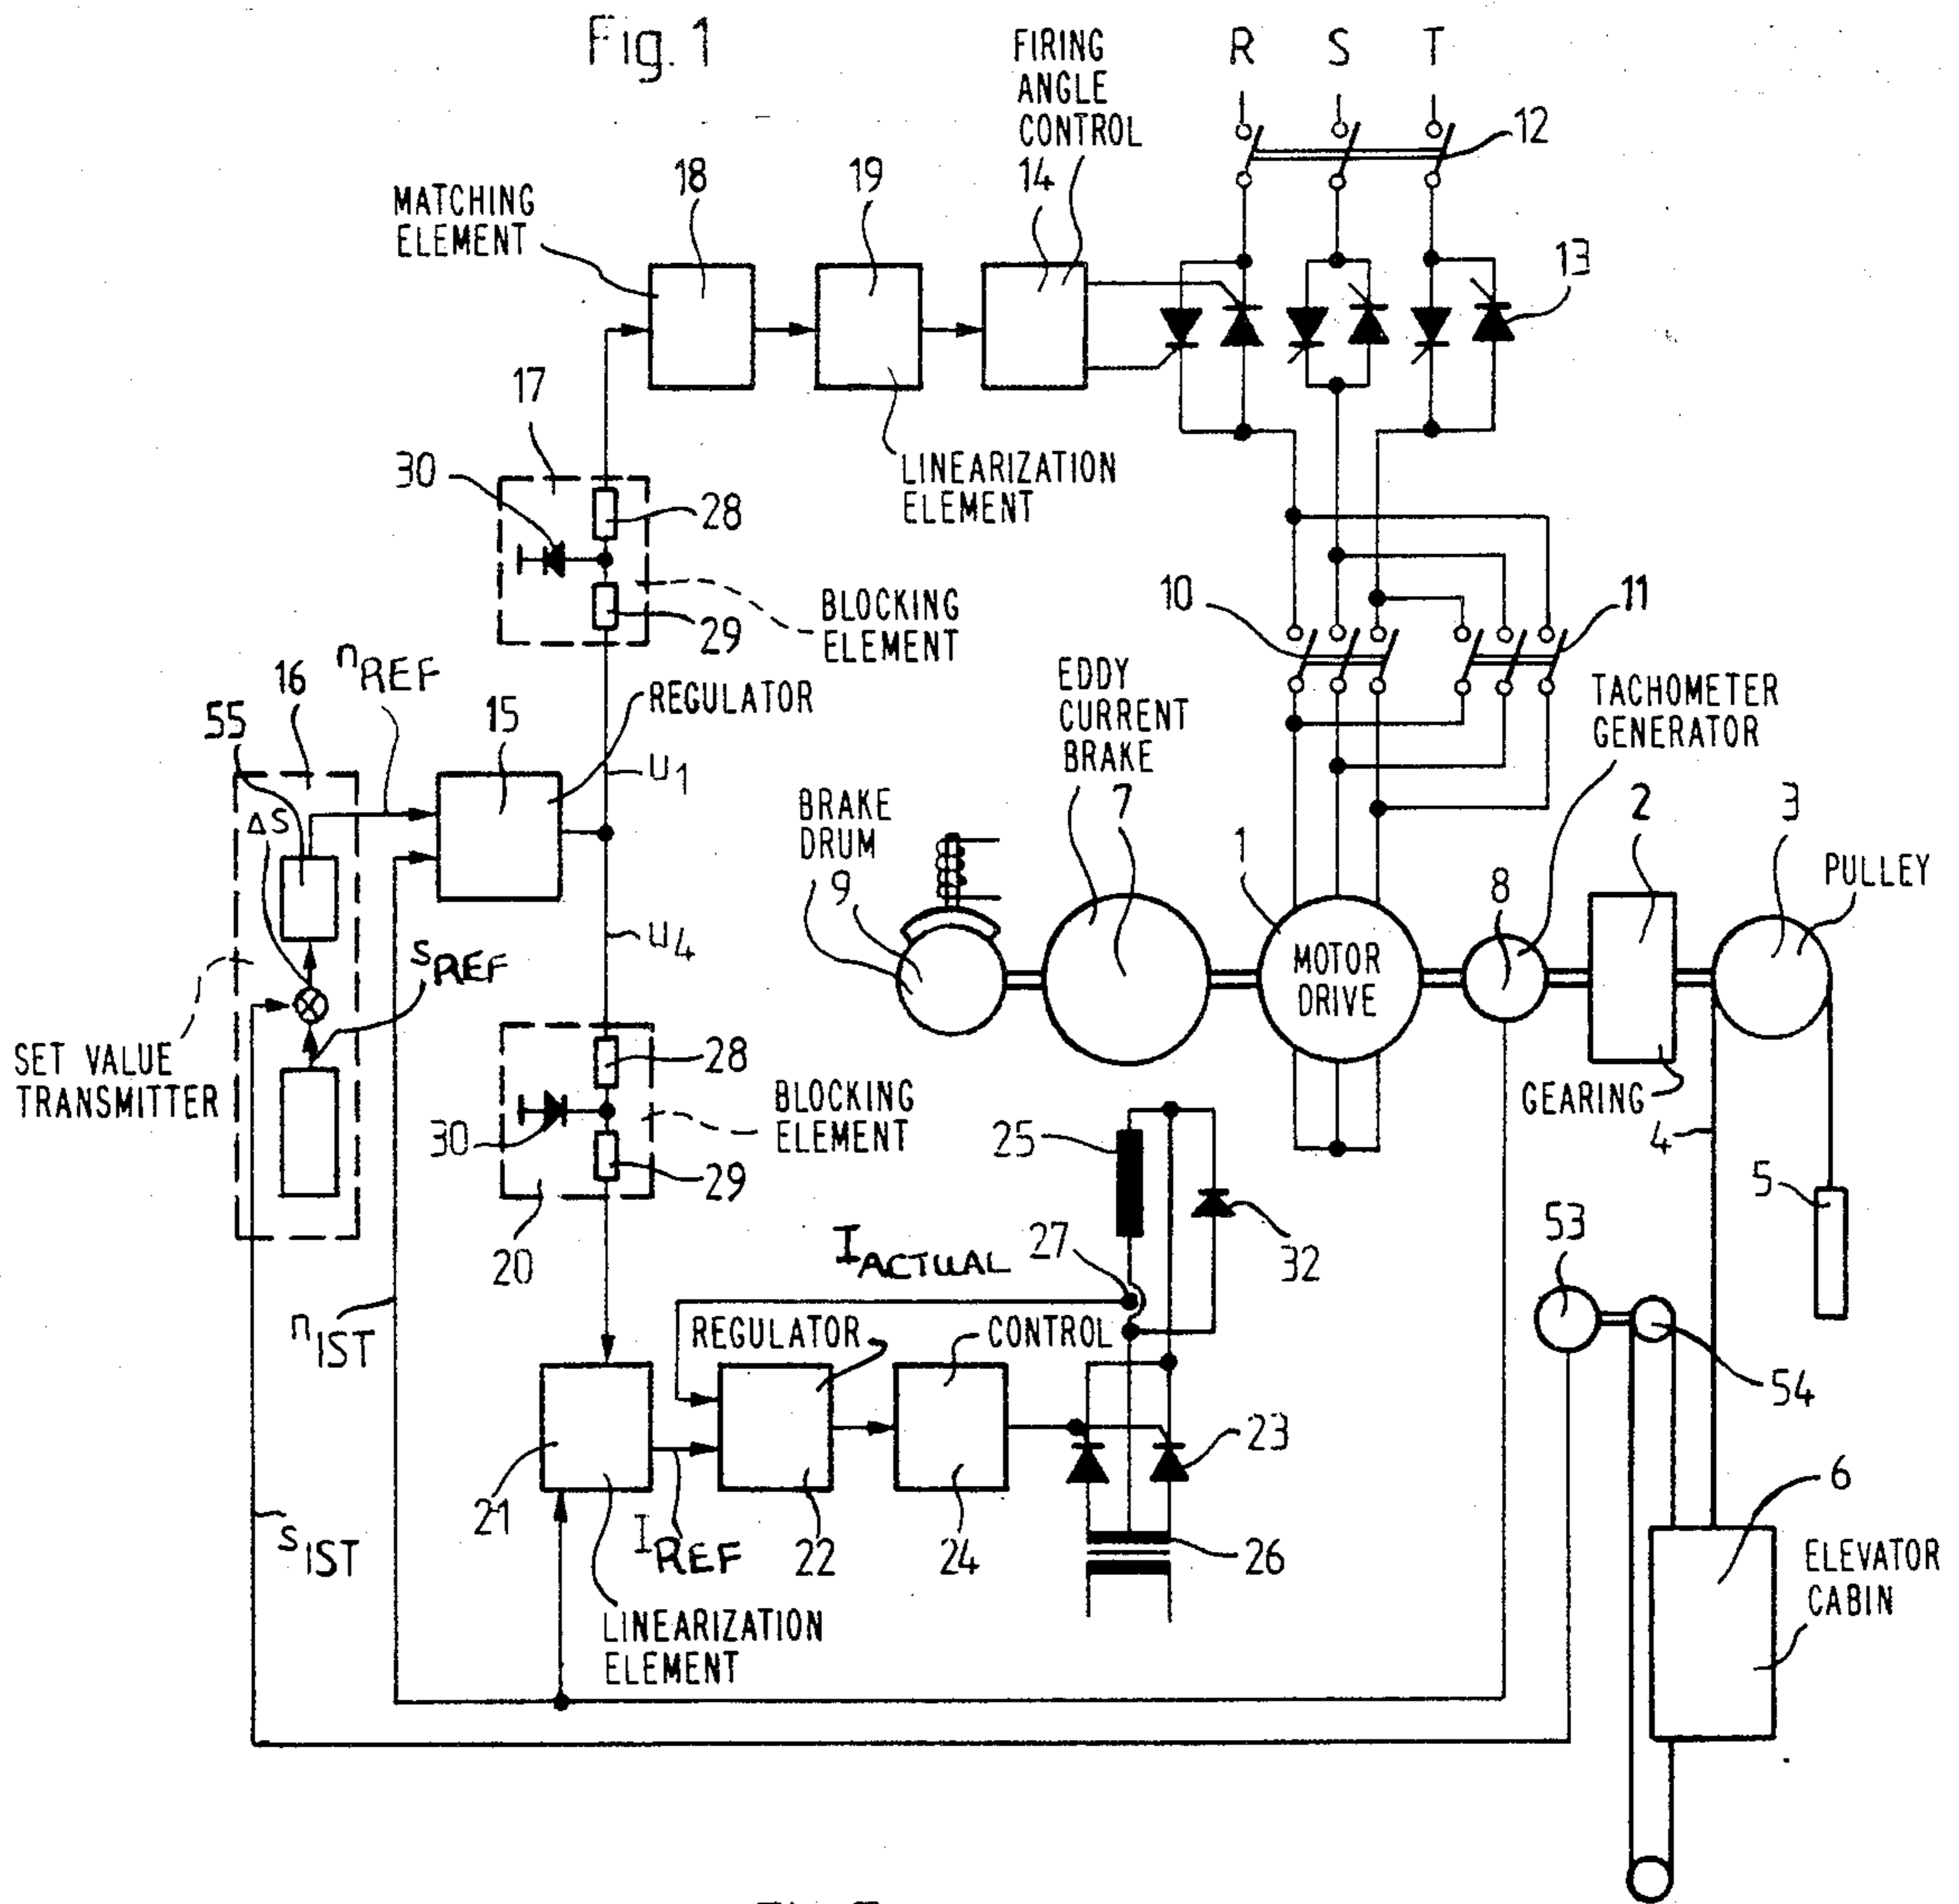 Fig. 1
FIRING
ANGLE
CONTROL
R S T
12
MATCHING
ELEMENT
18
19
14
13
17
30
28
LINEARIZATION
ELEMENT
29
BLOCKING
ELEMENT
10
11
nREF
16
55
15
REGULATOR
EDDY
CURRENT
BRAKE
TACHOMETER
GENERATOR
u1
ΔS
BRAKE
DRUM
9
7
1
8
2
3
PULLEY
u4
SREF
MOTOR
DRIVE
SET VALUE
TRANSMITTER
28
BLOCKING
ELEMENT
30
29
20
25
GEARING
4
5
IACTUAL
27
32
53
nIST
REGULATOR
CONTROL
54
23
21
IREF
22
24
26
6
SIST
LINEARIZATION
ELEMENT
ELEVATOR
CABIN